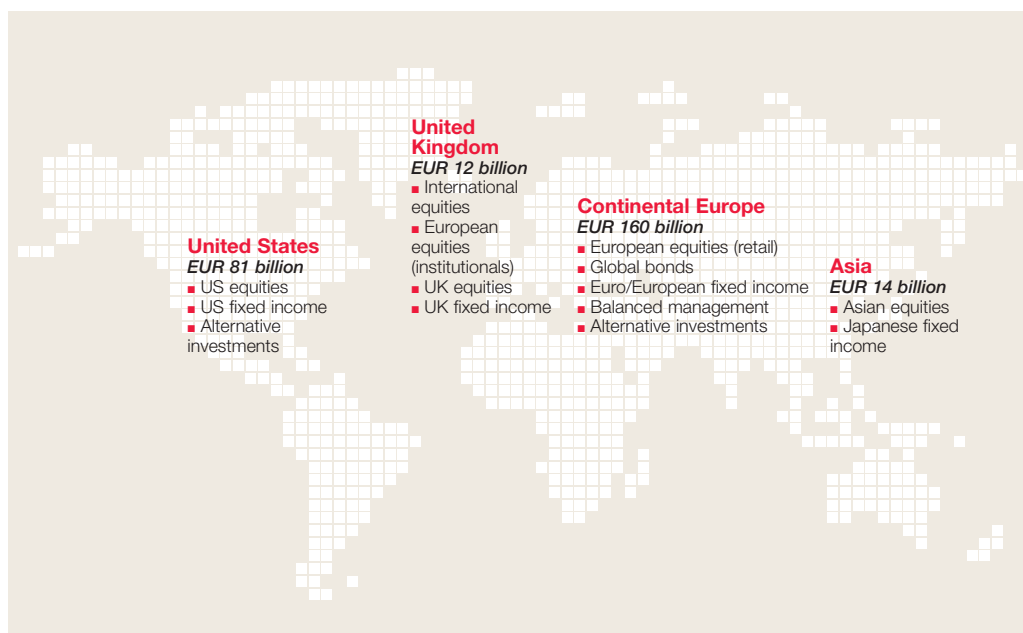 United
Kingdom
EUR 12 billion
■ International
equities
■ European
equities
(institutionals)
■ UK equities
■ UK fixed income
Continental Europe
EUR 160 billion
■ European equities (retail)
■ Global bonds
■ Euro/European fixed income
■ Balanced management
■ Alternative investments
United States
EUR 81 billion
■ US equities
■ US fixed income
■ Alternative
investments
Asia
EUR 14 billion
■ Asian equities
■ Japanese fixed
income